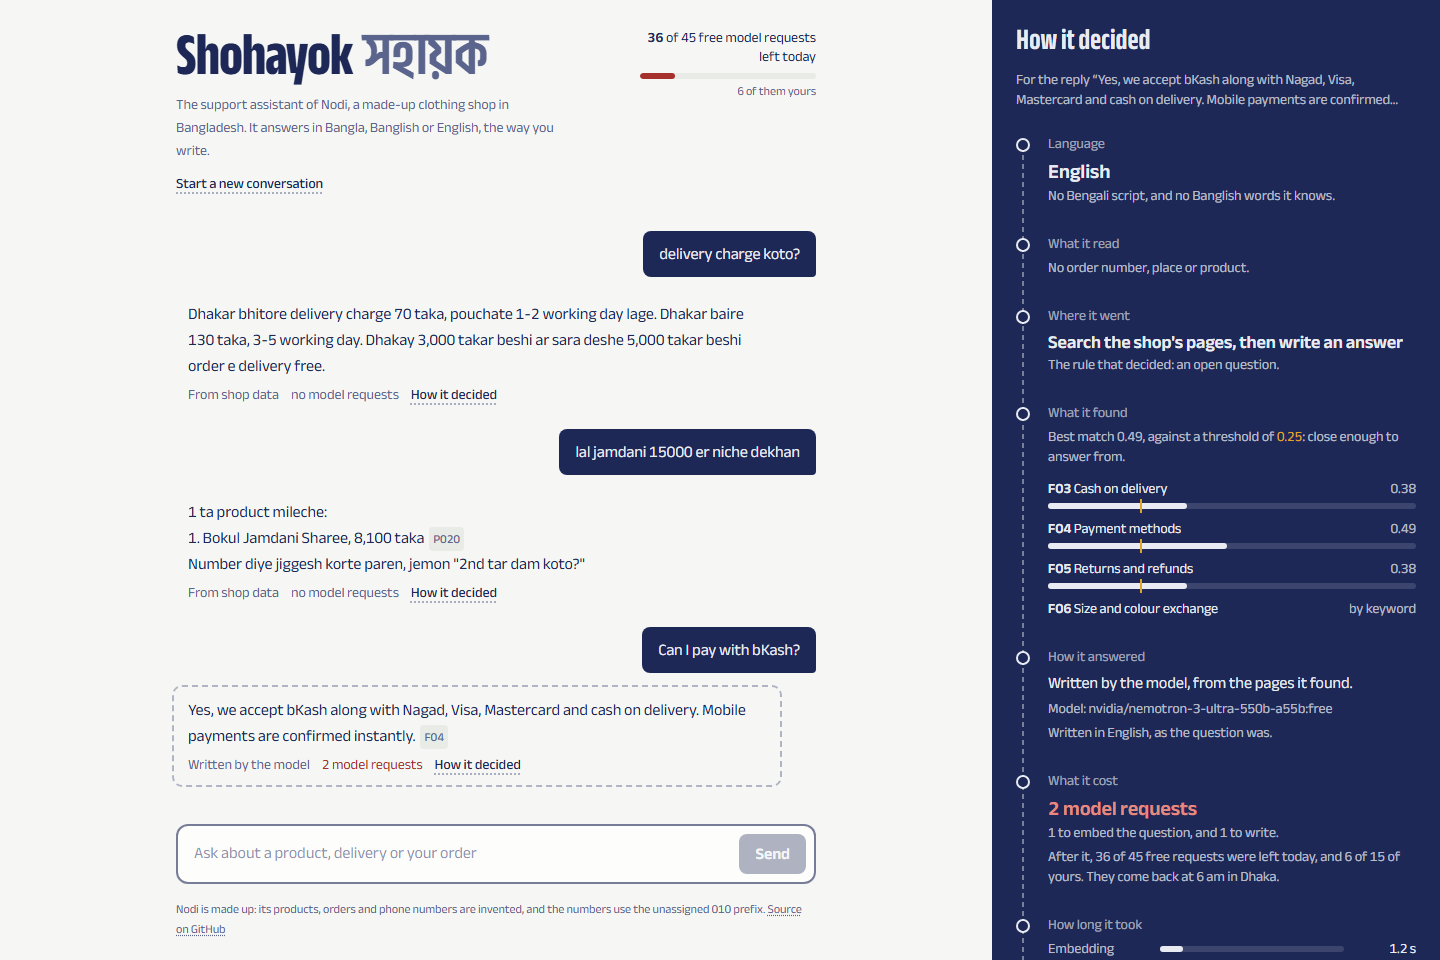 Shohayok সহায়ক
36 of 45 free model requests
left today
6 of them yours
The support assistant of Nodi, a made-up clothing shop in
Bangladesh. It answers in Bangla, Banglish or English, the way you
write.
Start a new conversation
delivery charge koto?
Dhakar bhitore delivery charge 70 taka, pouchate 1-2 working day lage. Dhakar baire
130 taka, 3-5 working day. Dhakay 3,000 takar beshi ar sara deshe 5,000 takar beshi
order e delivery free.
From shop data no model requests How it decided
lal jamdani 15000 er niche dekhan
1 ta product mileche:
1. Bokul Jamdani Sharee, 8,100 taka P020
Number diye jiggesh korte paren, jemon "2nd tar dam koto?"
From shop data no model requests How it decided
Can I pay with bKash?
Yes, we accept bKash along with Nagad, Visa, Mastercard and cash on delivery. Mobile
payments are confirmed instantly. F04
Written by the model 2 model requests How it decided
Ask about a product, delivery or your order
Send
Nodi is made up: its products, orders and phone numbers are invented, and the numbers use the unassigned 010 prefix. Source
on GitHub
How it decided
For the reply “Yes, we accept bKash along with Nagad, Visa,
Mastercard and cash on delivery. Mobile payments are confirmed...
Language
English
No Bengali script, and no Banglish words it knows.
What it read
No order number, place or product.
Where it went
Search the shop's pages, then write an answer
The rule that decided: an open question.
What it found
Best match 0.49, against a threshold of 0.25: close enough to
answer from.
F03 Cash on delivery 0.38
F04 Payment methods 0.49
F05 Returns and refunds 0.38
F06 Size and colour exchange by keyword
How it answered
Written by the model, from the pages it found.
Model: nvidia/nemotron-3-ultra-550b-a55b:free
Written in English, as the question was.
What it cost
2 model requests
1 to embed the question, and 1 to write.
After it, 36 of 45 free requests were left today, and 6 of 15 of
yours. They come back at 6 am in Dhaka.
How long it took
Embedding 1.2 s